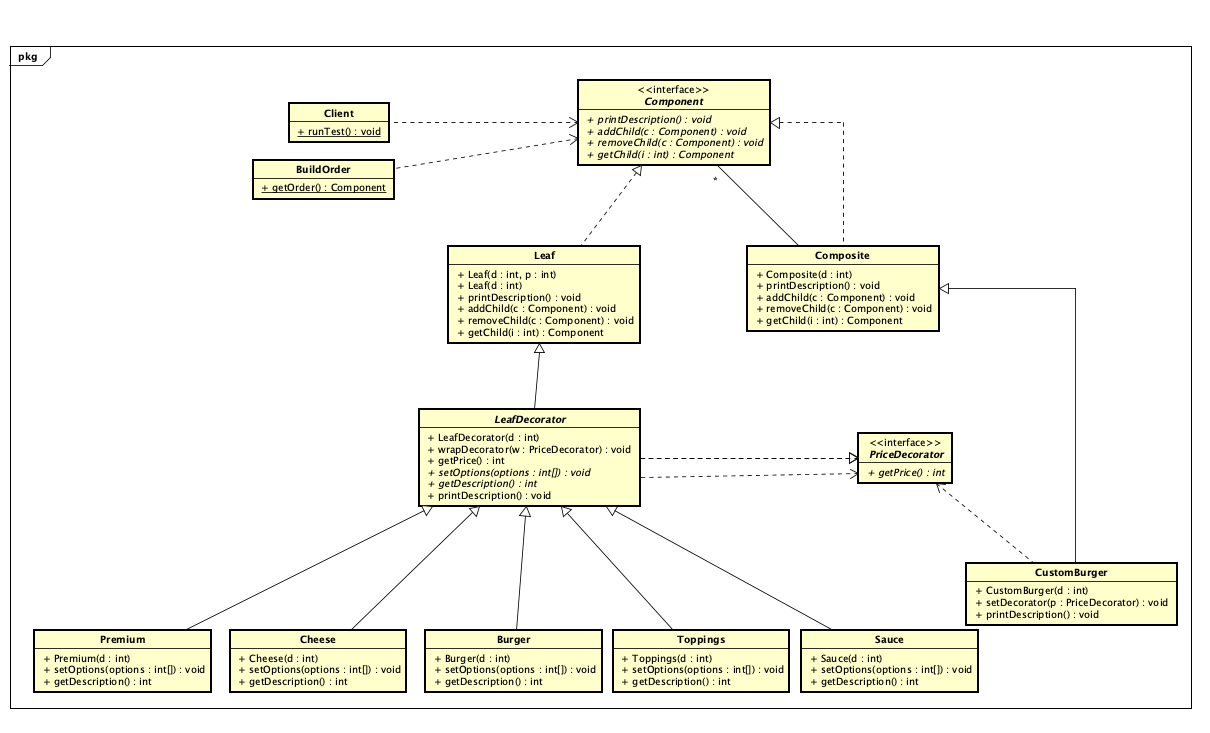 pkg
<<interface>>
Component
+ printDescription() : void
+ addChild(c : Component) : void
+ removeChild(c : Component) : void
+ getChild(i : int) : Component
Client
+ runTest() : void
BuildOrder
+ getOrder() : Component
*
Leaf
+ Leaf(d : int, p : int)
+ Leaf(d : int)
+ printDescription() : void
+ addChild(c : Component) : void
+ removeChild(c : Component) : void
+ getChild(i : int) : Component
Composite
+ Composite(d : int)
+ printDescription() : void
+ addChild(c : Component) : void
+ removeChild(c : Component) : void
+ getChild(i : int) : Component
LeafDecorator
+ LeafDecorator(d : int)
+ wrapDecorator(w : PriceDecorator) : void
+ getPrice() : int
+ setOptions(options : int[]) : void
+ getDescription() : int
+ printDescription() : void
<<interface>>
PriceDecorator
+ getPrice() : int
CustomBurger
+ CustomBurger(d : int)
+ setDecorator(p : PriceDecorator) : void
+ printDescription() : void
Premium
+ Premium(d : int)
+ setOptions(options : int[]) : void
+ getDescription() : int
Cheese
+ Cheese(d : int)
+ setOptions(options : int[]) : void
+ getDescription() : int
Burger
+ Burger(d : int)
+ setOptions(options : int[]) : void
+ getDescription() : int
Toppings
+ Toppings(d : int)
+ setOptions(options : int[]) : void
+ getDescription() : int
Sauce
+ Sauce(d : int)
+ setOptions(options : int[]) : void
+ getDescription() : int